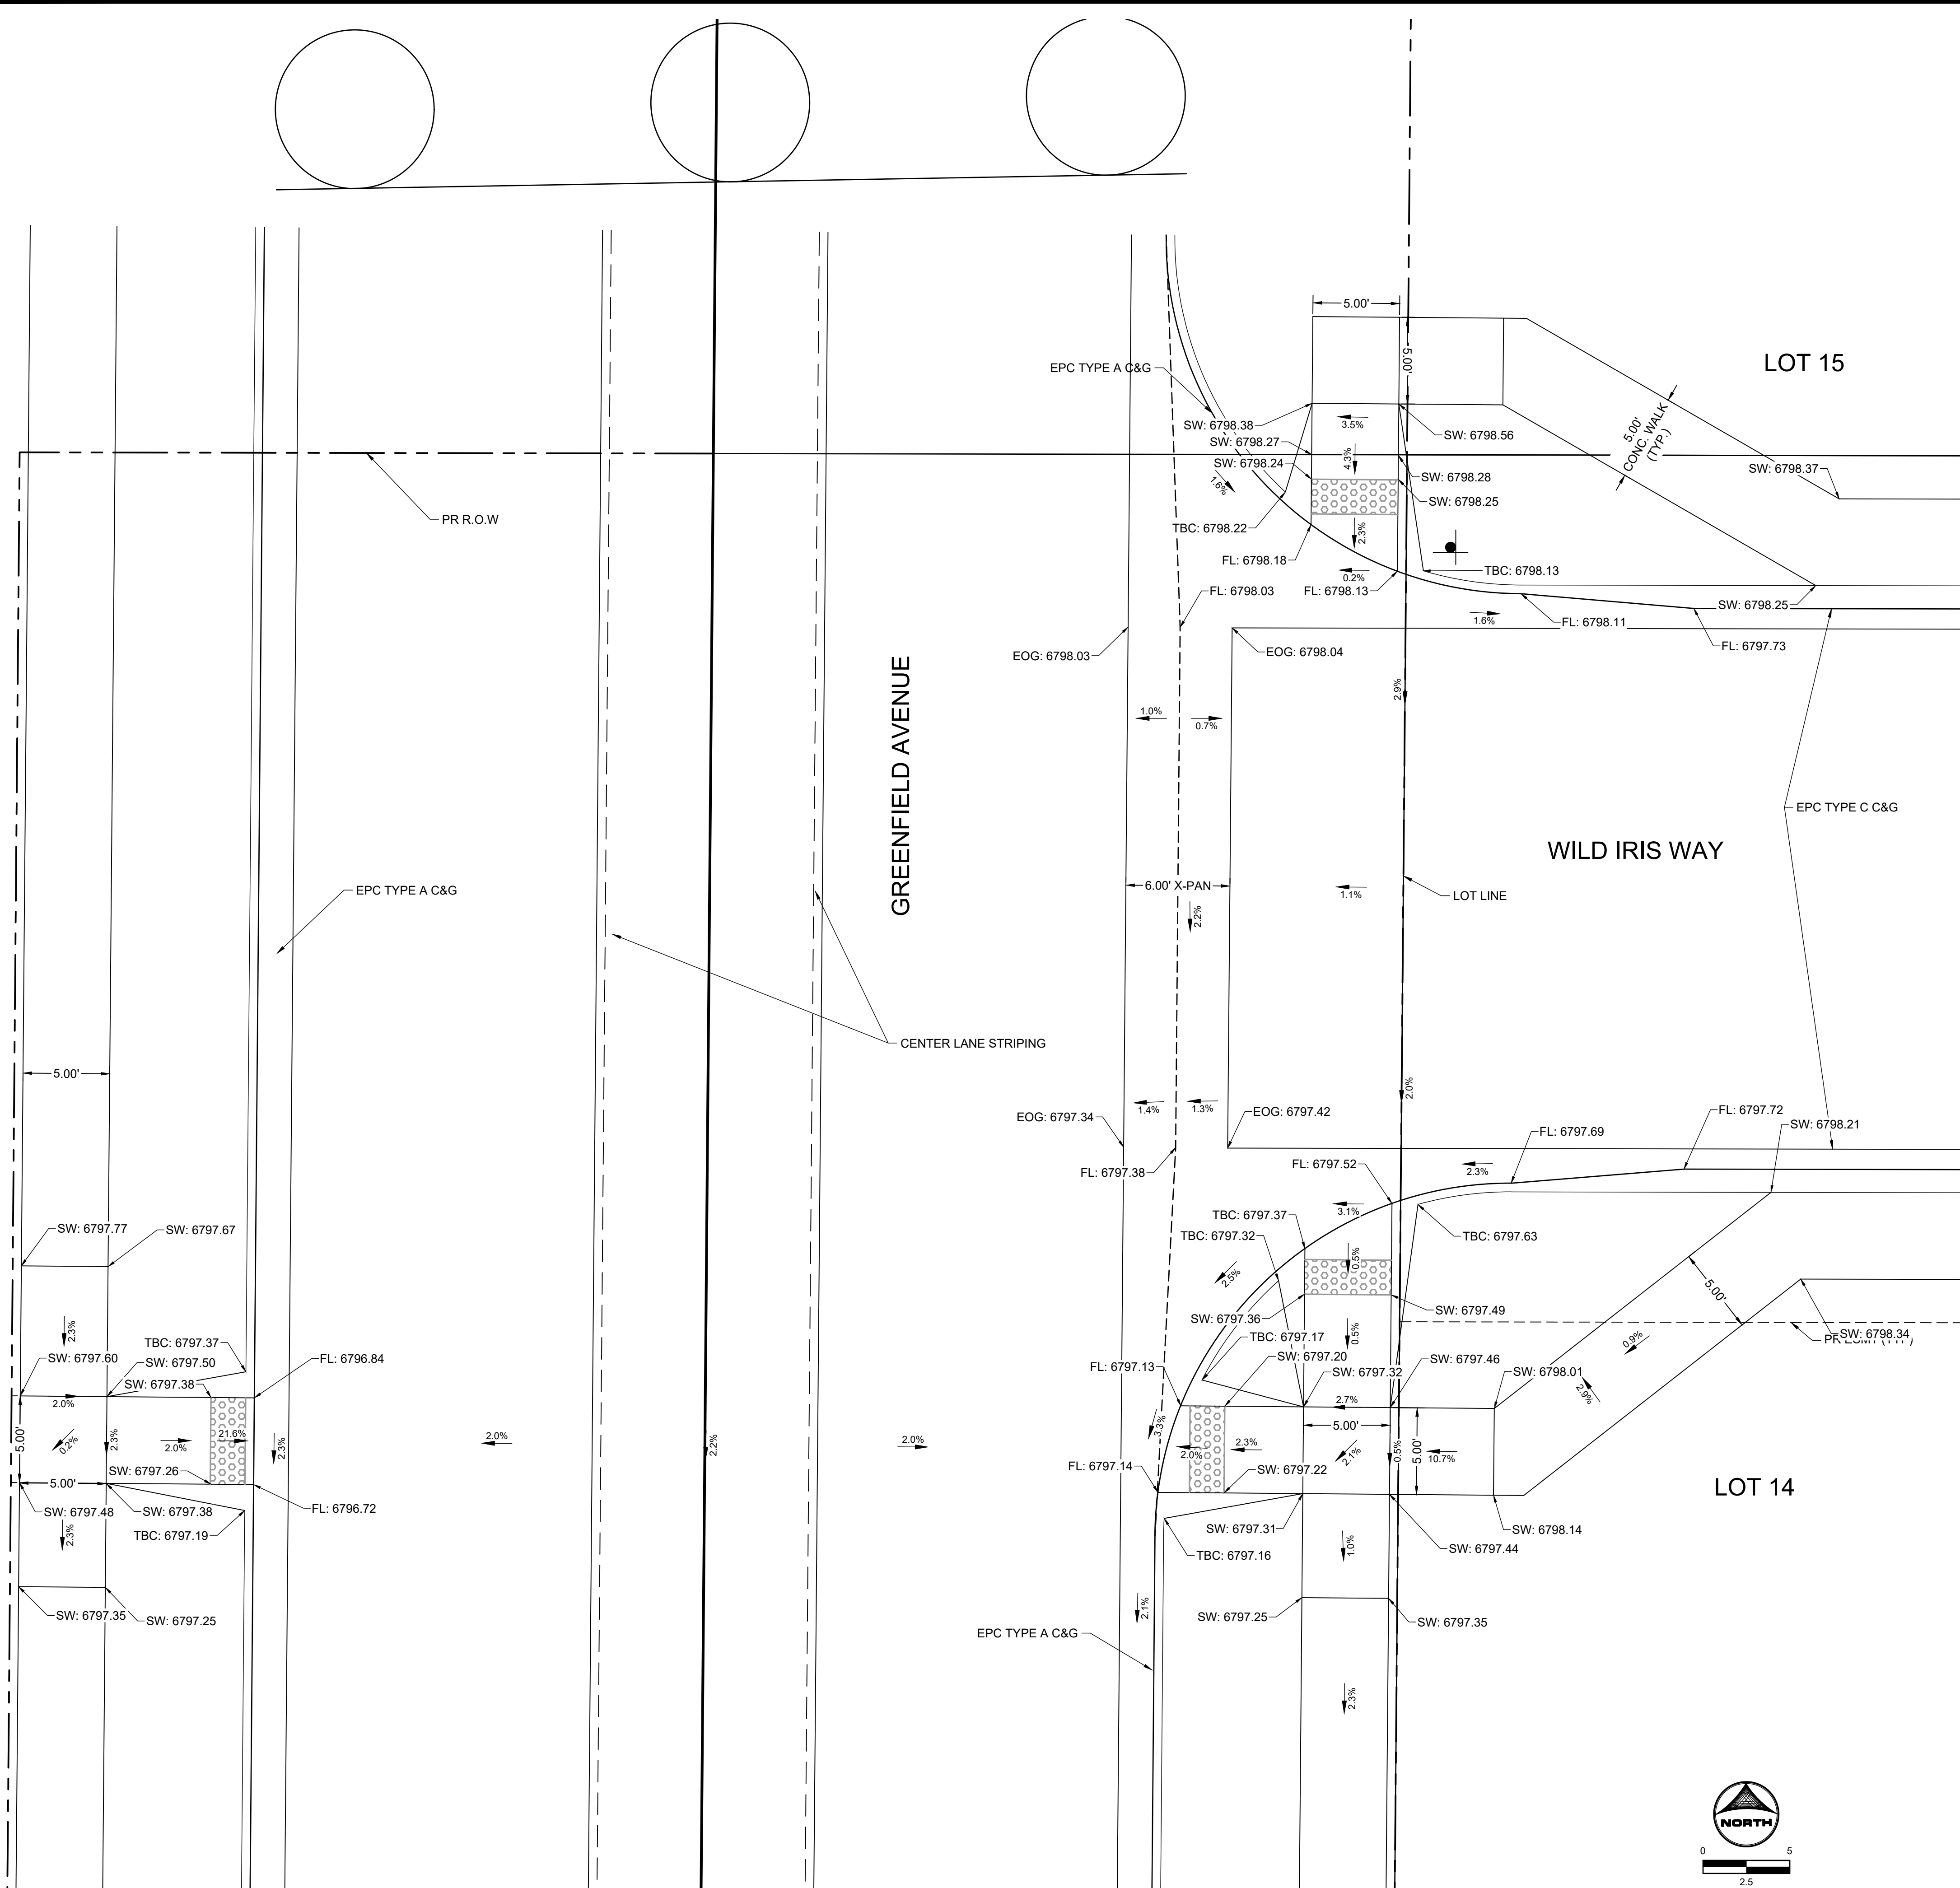 5.00'
5.00'
LOT 15
EPC TYPE A C&G
SW: 6798.38
3.5%
SW: 6798.56
5.00'
CONC. WALK
(TYP.)
SW: 6798.27
4.3%
SW: 6798.24
SW: 6798.28
SW: 6798.37
1.6%
SW: 6798.25
PR R.O.W
TBC: 6798.22
2.3%
FL: 6798.18
TBC: 6798.13
0.2%
FL: 6798.03
FL: 6798.13
SW: 6798.25
1.6%
FL: 6798.11
FL: 6797.73
EOG: 6798.03
EOG: 6798.04
2.9%
1.0%
0.7%
GREENFIELD AVENUE
EPC TYPE C C&G
WILD IRIS WAY
EPC TYPE A C&G
6.00' X-PAN
1.1%
LOT LINE
2.2%
CENTER LANE STRIPING
5.00'
2.0%
1.4%
1.3%
EOG: 6797.34
EOG: 6797.42
FL: 6797.72
SW: 6798.21
FL: 6797.69
FL: 6797.38
FL: 6797.52
2.3%
3.1%
TBC: 6797.37
TBC: 6797.32
TBC: 6797.63
SW: 6797.77
SW: 6797.67
0.5%
2.5%
5.00'
SW: 6797.36
SW: 6797.49
2.3%
TBC: 6797.37
TBC: 6797.17
0.5%
0.9%
PR ESMT (TYP)
SW: 6798.34
SW: 6797.60
SW: 6797.50
FL: 6796.84
SW: 6797.20
SW: 6797.46
FL: 6797.13
SW: 6797.32
SW: 6798.01
SW: 6797.38
2.0%
2.7%
2.9%
5.00'
3.3%
5.00'
5.00'
0.2%
2.3%
2.0%
21.6%
2.3%
2.0%
2.2%
2.0%
2.0%
2.3%
2.1%
0.5%
10.7%
FL: 6797.14
SW: 6797.22
SW: 6797.26
5.00'
LOT 14
SW: 6797.48
SW: 6797.38
FL: 6796.72
2.3%
TBC: 6797.19
SW: 6797.31
SW: 6798.14
1.0%
SW: 6797.44
TBC: 6797.16
2.1%
SW: 6797.35
SW: 6797.25
SW: 6797.25
SW: 6797.35
EPC TYPE A C&G
2.3%
NORTH
0
5
2.5